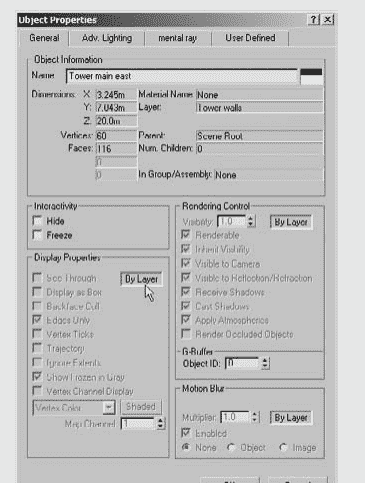 Object Properties
General Adv. Lighting mental ray User Defined
Object Information
Name: Tower main east
Dimensions: X: 3.245m Material Name: None
Y: 7.043m Layer: Tower walls
Z: 20.0m
Vertices: 60 Parent: Scene Root
Faces: 116 Num. Children: 0
0
0 In Group/Assembly: None
Interactivity
Hide
Freeze
Display Properties
See Through By Layer
Display as Box
Backface Cull
Edges Only
Vertex Ticks
Trajectory
Ignore Extents
Show Frozen in Gray
Vertex Channel Display
Vertex Color Shaded
Map Channel: 1
Rendering Control
Visibility: 1.0 By Layer
Renderable
Inherit Visibility
Visible to Camera
Visible to Reflection/Refraction
Receive Shadows
Cast Shadows
Apply Atmospherics
Render Occluded Objects
G-Buffer
Object ID: 0
Motion Blur
Multiplier: 1.0 By Layer
Enabled
None Object Image